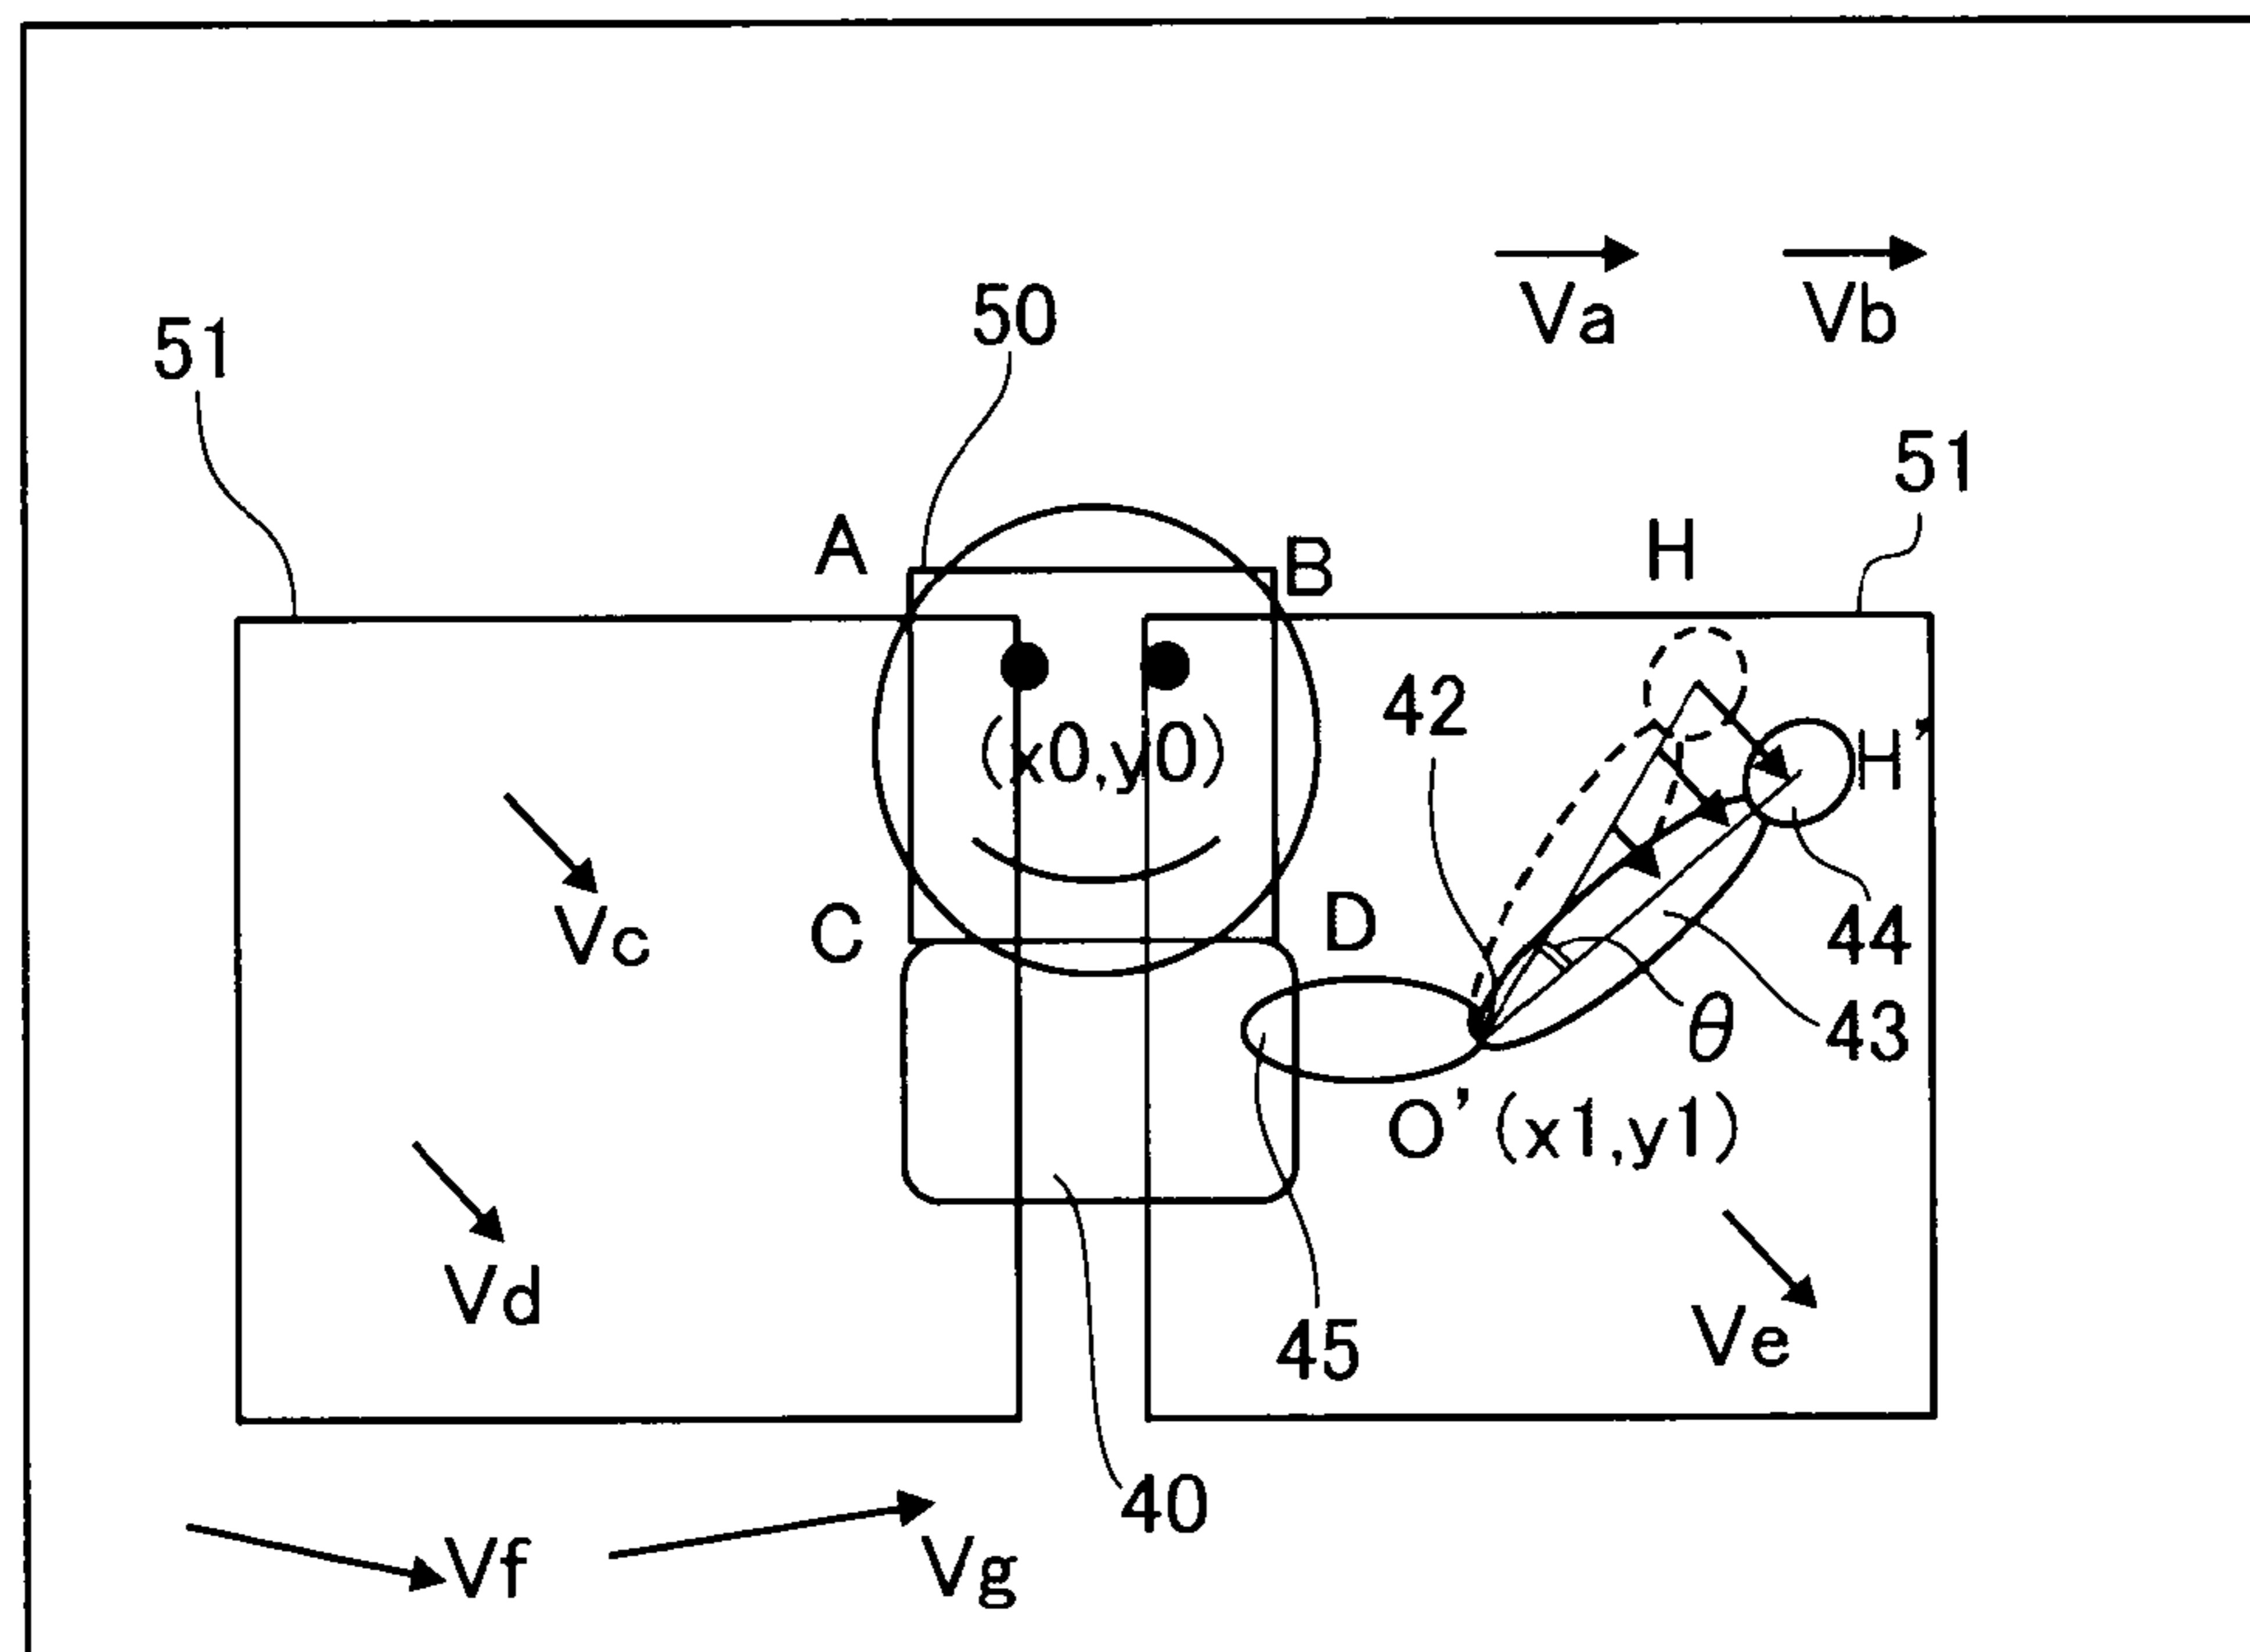 Va Vb
50
51
51
A B H
42
(x0,y0) H'
Vc C D 44
43
θ
O'(x1,y1)
Vd 45 Ve
40
Vf Vg